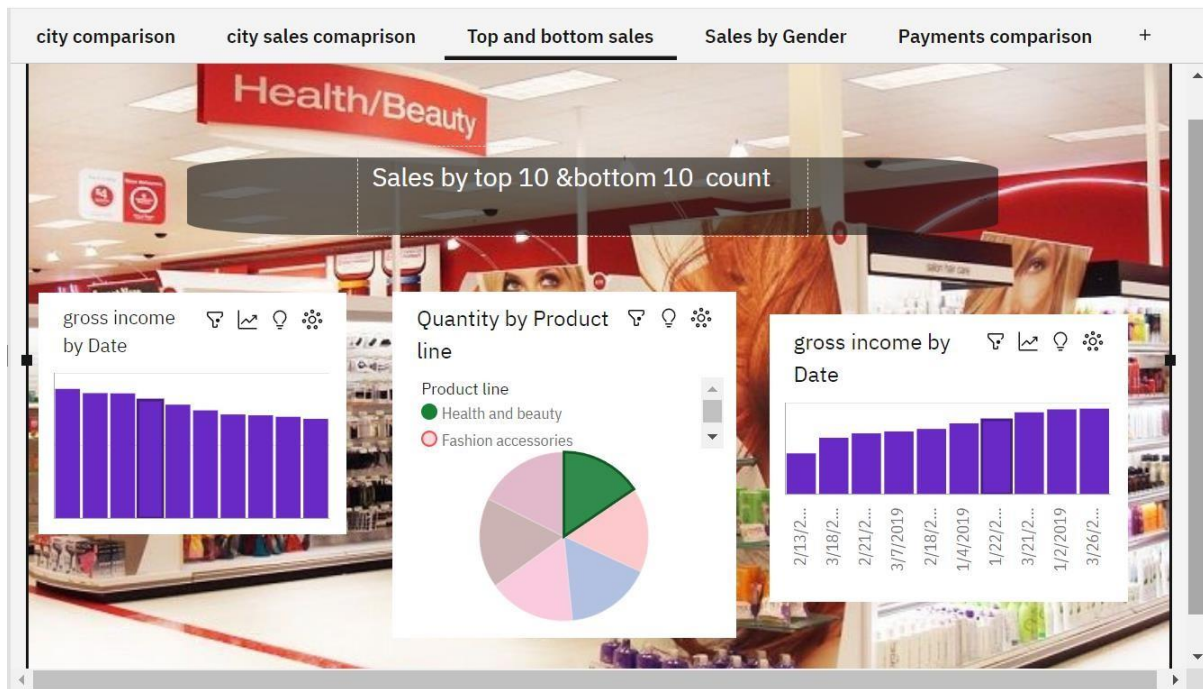 city comparison
city sales comaprison
Top and bottom sales
Sales by Gender
Payments comparison
+
Health/Beauty
Sales by top 10 &bottom 10  count
salon hair care
gross income
by Date
Quantity by Product
line
Product line
Health and beauty
Fashion accessories
gross income by
Date
2/13/2...
3/18/2...
2/21/2...
3/7/2019
2/18/2...
1/4/2019
1/22/2...
3/21/2...
1/2/2019
3/26/2...